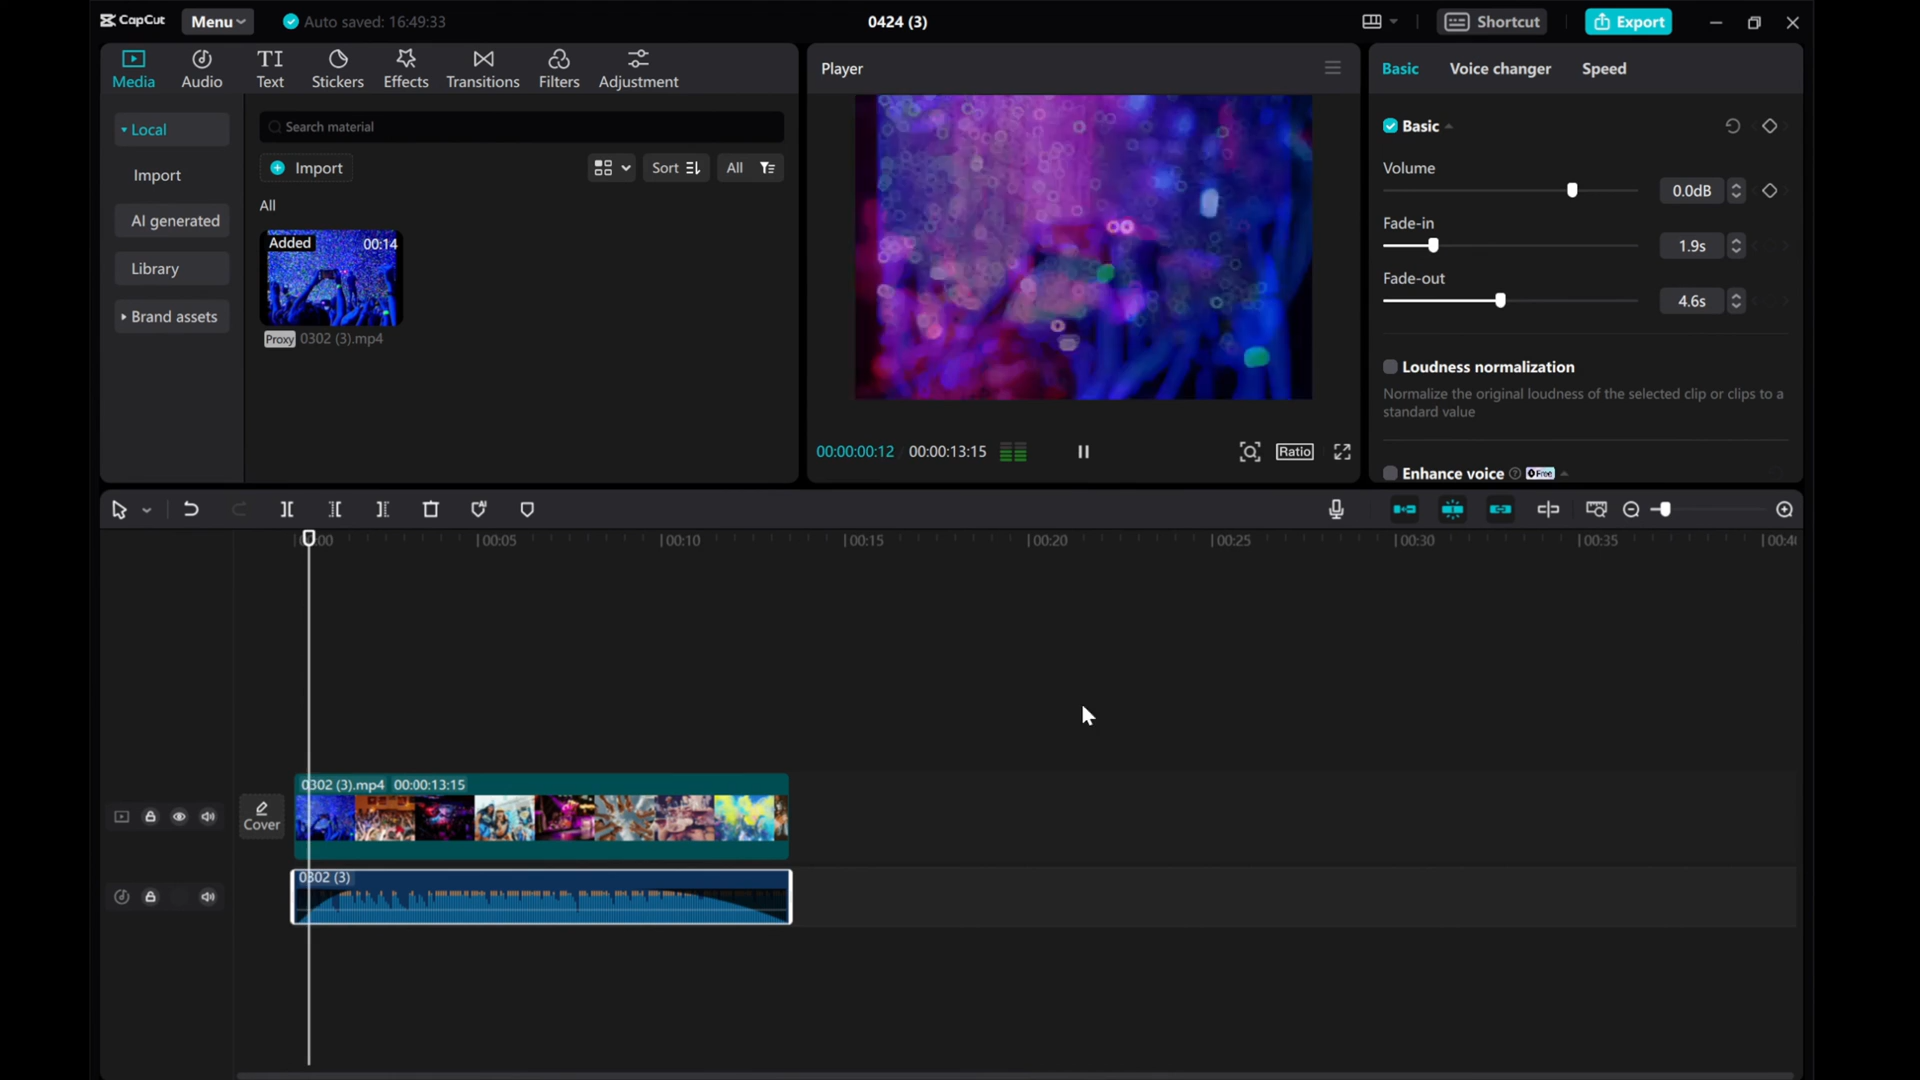 CapCut Menu Auto saved: 16:49:33 0424 (3) Shortcut Export
Media Audio Text Stickers Effects Transitions Filters Adjustment
Player
Basic Voice changer Speed
Local
Import
AI generated
Library
Brand assets
Search material
Import Sort All
All
Added 00:14
Proxy 0302 (3).mp4
00:00:00:12 00:00:13:15 Ratio
Basic
Volume
0.0dB
Fade-in
1.9s
Fade-out
4.6s
Loudness normalization
Normalize the original loudness of the selected clip or clips to a
standard value
Enhance voice Free
00:05 00:10 00:15 00:20 00:25 00:30 00:35
Cover
0302 (3).mp4 00:00:13:15
0302 (3)